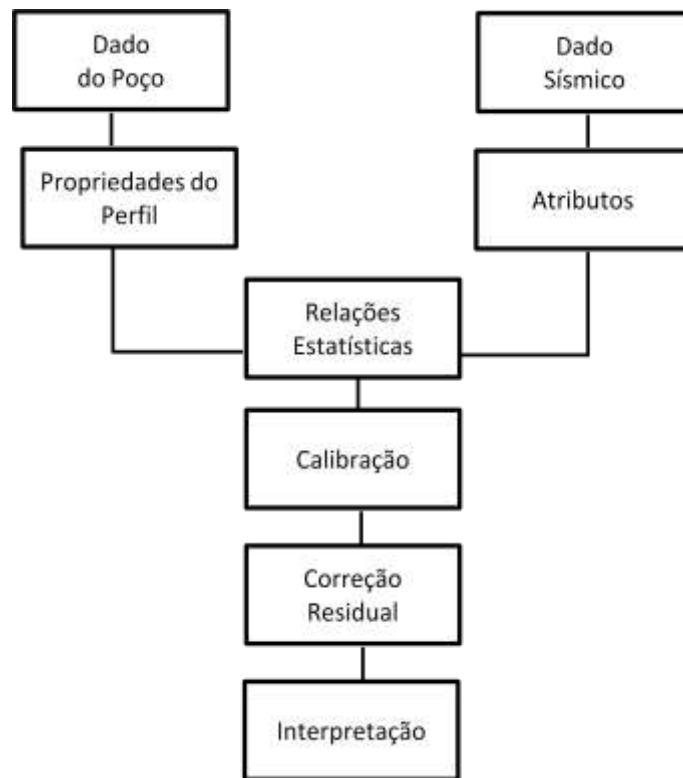 Dado
do Poço
Dado
Sísmico
Propriedades do
Perfil
Atributos
Relações
Estatísticas
Calibração
Correção
Residual
Interpretação